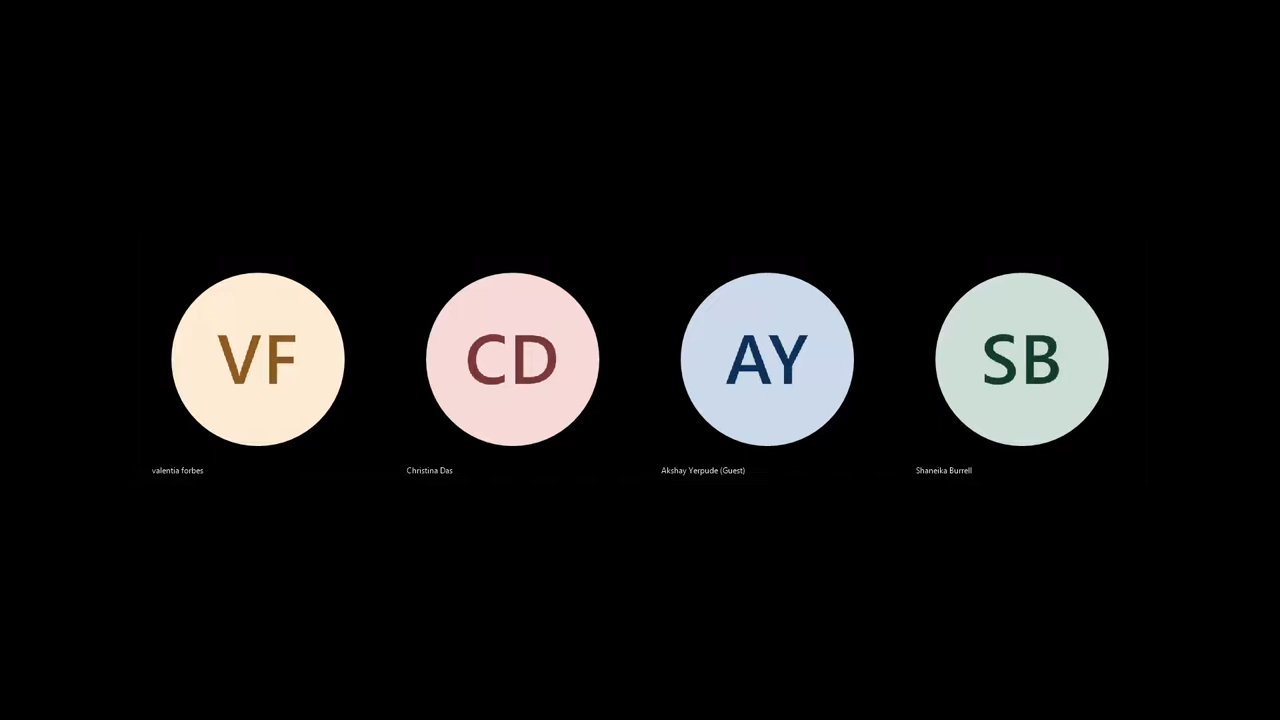 VF
CD
AY
SB
valentia forbes
Christina Das
Akshay Yerpude (Guest)
Shaneika Burrell